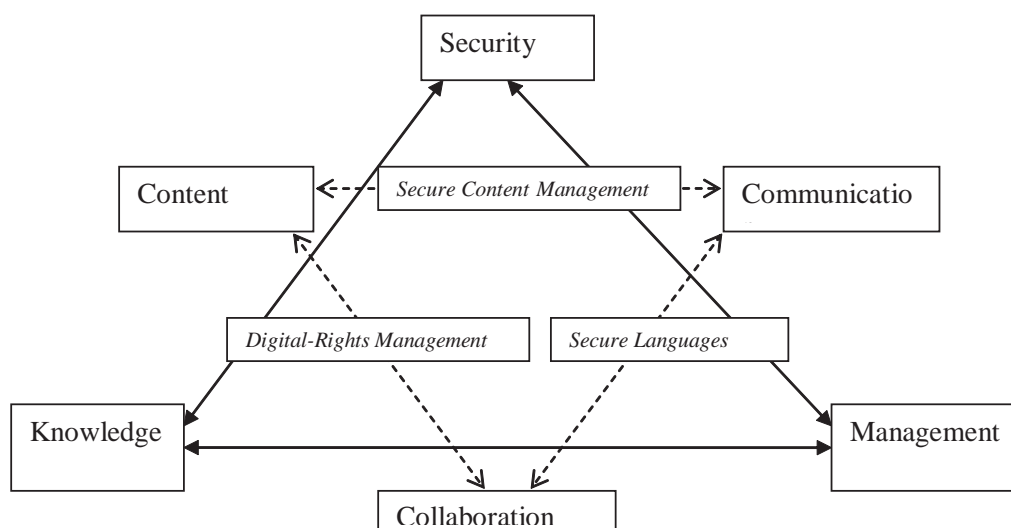 Security
Content
Secure Content Management
Communicatio
Digital-Rights Management
Secure Languages
Knowledge
Management
Collaboration